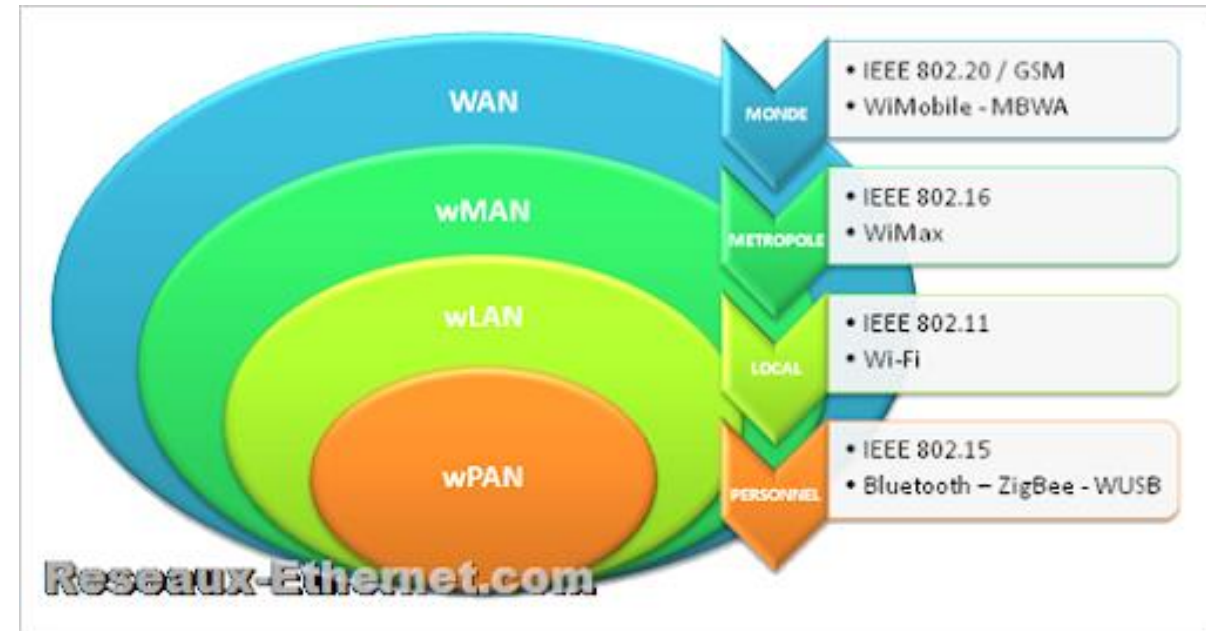 WAN
wMAN
wLAN
wPAN
MONDE
• IEEE 802.20 / GSM
• WiMobile - MBWA
METROPOLE
• IEEE 802.16
• WiMax
LOCAL
• IEEE 802.11
• Wi-Fi
PERSONNEL
• IEEE 802.15
• Bluetooth – ZigBee - WUSB
Reseaux-Ethernet.com